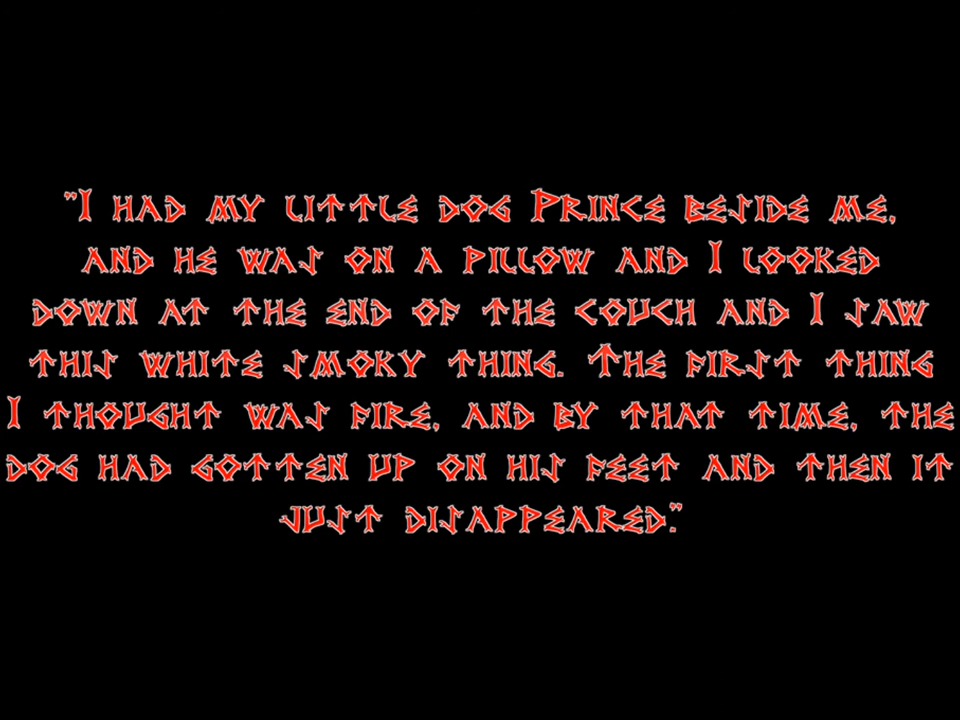 "I had my little dog Prince beside me,
and he was on a pillow and I looked
down at the end of the couch and I saw
this white smoky thing. The first thing
I thought was fire, and by that time, the
dog had gotten up on his feet and then it
just disappeared."